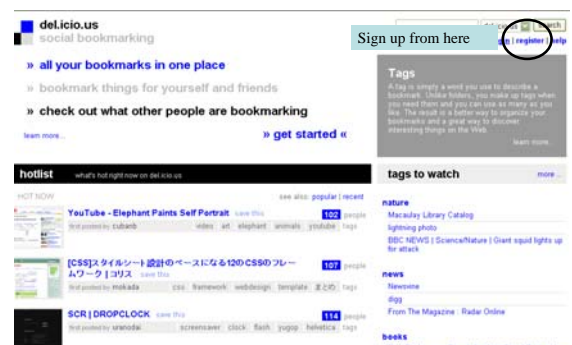 del.icio.us
social bookmarking
del.icio.us search
Sign up from here
| register | help
» all your bookmarks in one place
» bookmark things for yourself and friends
» check out what other people are bookmarking
learn more...
» get started «
Tags
A tag is simply a word you use to describe a
bookmark. Unlike folders, you make up tags when
you need them and you can use as many as you
like. The result is a better way to organize your
bookmarks and a great way to discover
interesting things on the Web.
learn more...
hotlist what's hot right now on del.icio.us
HOT NOW see also: popular | recent
YouTube - Elephant Paints Self Portrait save this 102 people
first posted by cubanb video art elephant animals youtube tags
[CSS]スタイルシート設計のベースになる12のCSSのフレー
ムワーク | コリス save this 107 people
first posted by mokada css framework webdesign template まとめ tags
SCR | DROPCLOCK save this 114 people
first posted by uranodai screensaver clock flash yugop helvetica tags
tags to watch more ...
nature
Macaulay Library Catalog
lightning photo
BBC NEWS | Science/Nature | Giant squid lights up
for attack
news
Newsvine
digg
From The Magazine : Radar Online
books